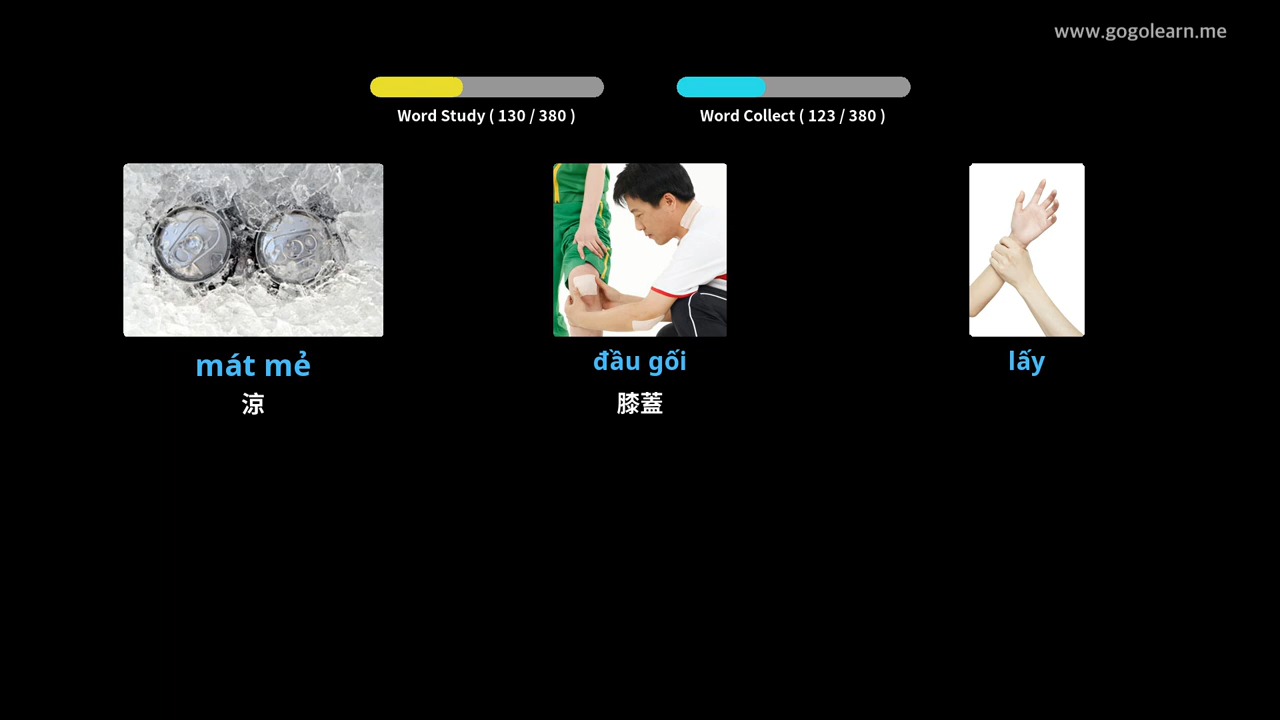 www.gogolearn.me
Word Study ( 130 / 380 )
Word Collect ( 123 / 380 )
mát mẻ
đầu gối
lấy
涼
膝蓋